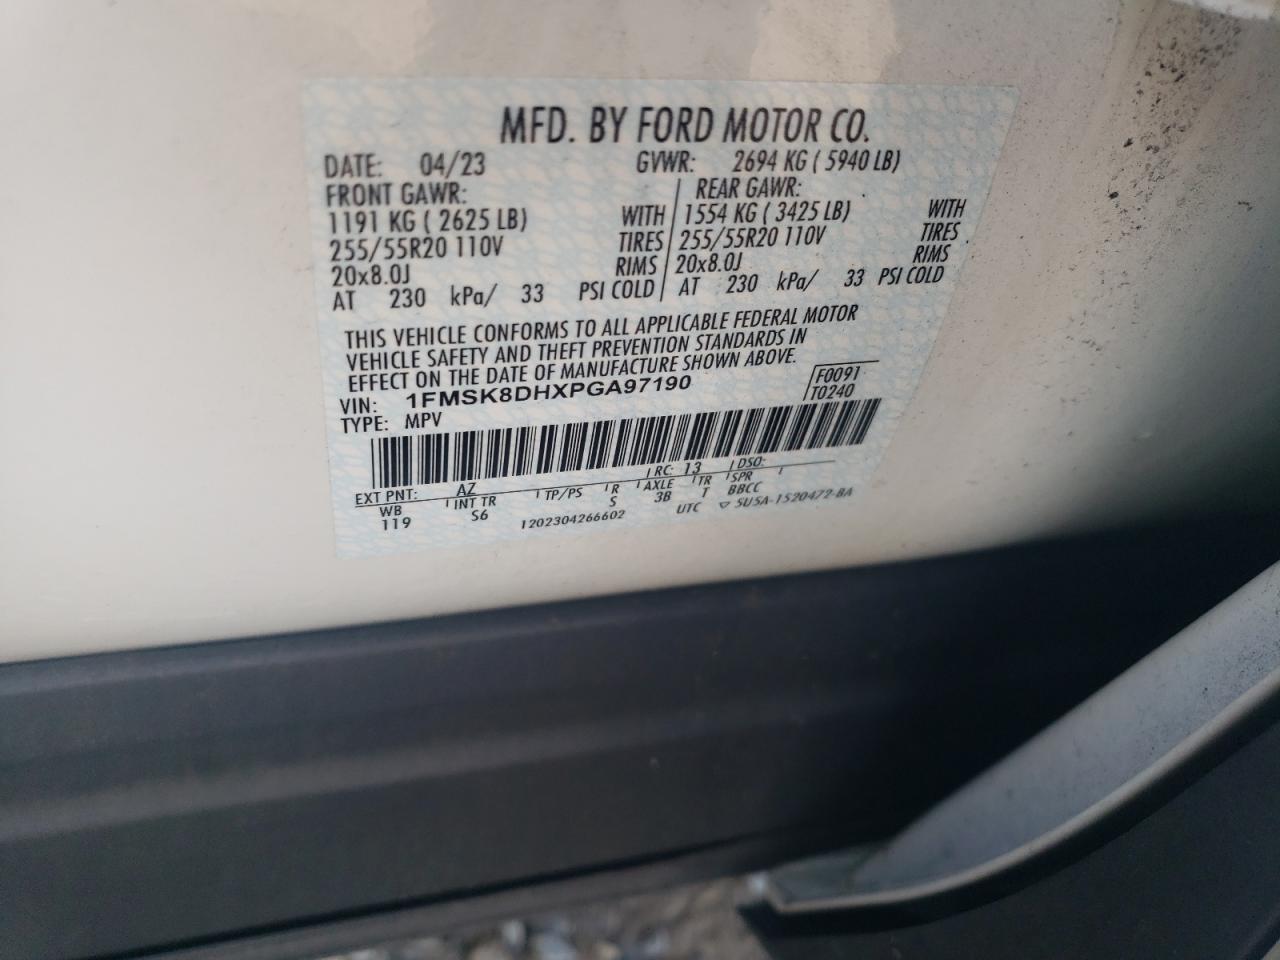 MFD. BY FORD MOTOR CO.
DATE: 04/23 GVWR: 2694 KG ( 5940 LB)
FRONT GAWR: REAR GAWR:
1191 KG ( 2625 LB) WITH 1554 KG ( 3425 LB) WITH
255/55R20 110V TIRES 255/55R20 110V TIRES
20x8.0J RIMS 20x8.0J RIMS
AT 230 kPa/ 33 PSI COLD AT 230 kPa/ 33 PSI COLD
THIS VEHICLE CONFORMS TO ALL APPLICABLE FEDERAL MOTOR
VEHICLE SAFETY AND THEFT PREVENTION STANDARDS IN
EFFECT ON THE DATE OF MANUFACTURE SHOWN ABOVE.
VIN: 1FMSK8DHXPGA97190 F0091
TYPE: MPV T0240
EXT PNT: AZ RC: 13 DSO:
WB INT TR TP/PS R AXLE TR SPR
119 S6 S 3B T BBCC
1202304266602 UTC ▽ 5U5A-1520472-BA